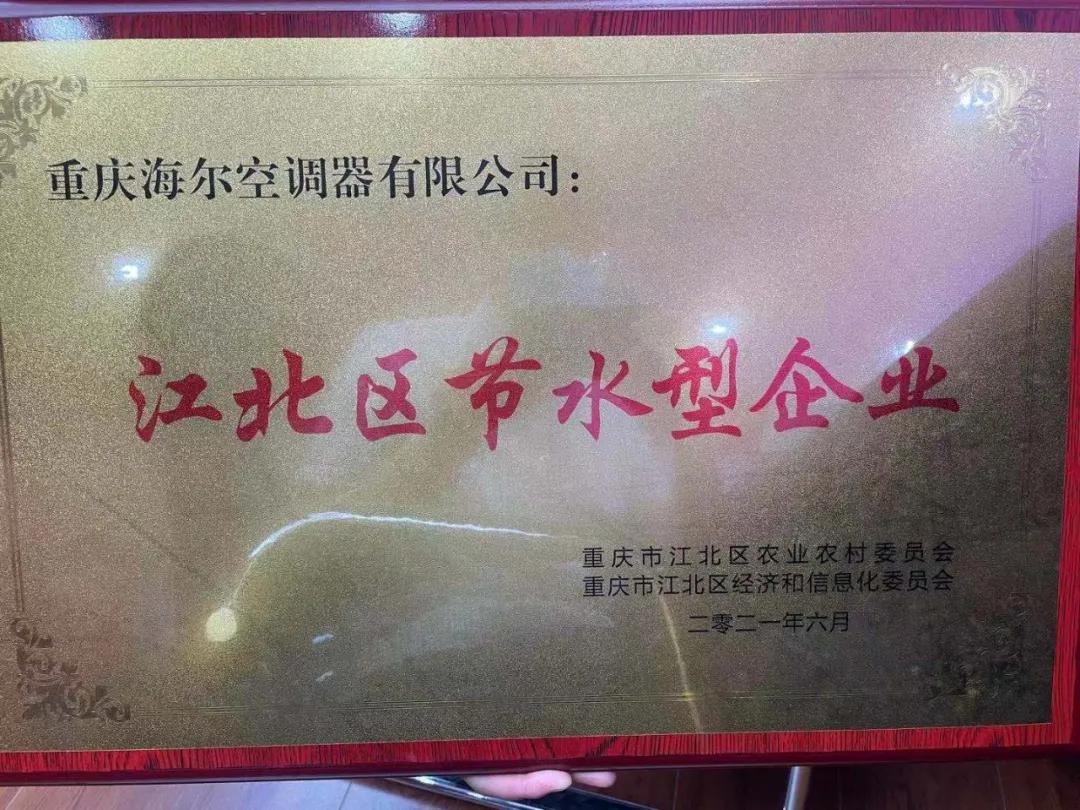 重庆海尔空调器有限公司：
江北区节水型企业
重庆市江北区农业农村委员会
重庆市江北区经济和信息化委员会
二零二一年六月